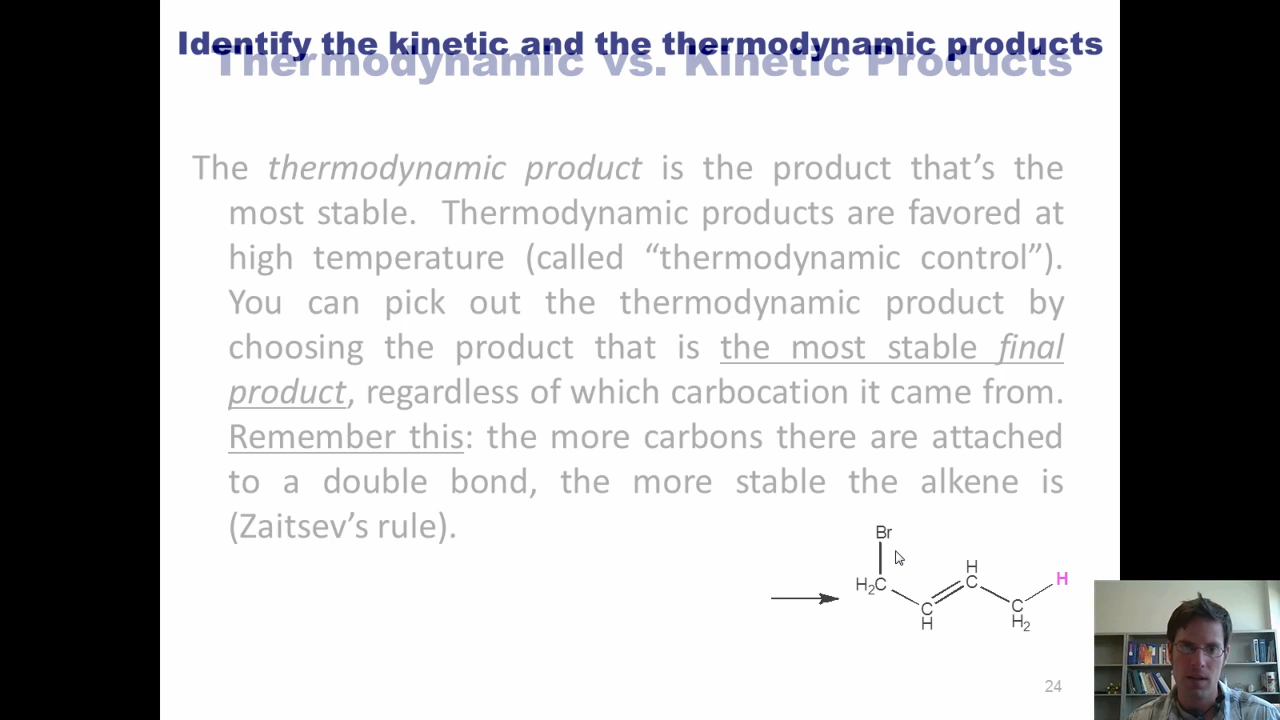 Identify the kinetic and the thermodynamic products
Thermodynamic vs. Kinetic Products
The thermodynamic product is the product that’s the
most stable. Thermodynamic products are favored at
high temperature (called “thermodynamic control”).
You can pick out the thermodynamic product by
choosing the product that is the most stable final
product, regardless of which carbocation it came from.
Remember this: the more carbons there are attached
to a double bond, the more stable the alkene is
(Zaitsev’s rule).
Br
H
H₂C
C
H
C
C
H
H₂
24